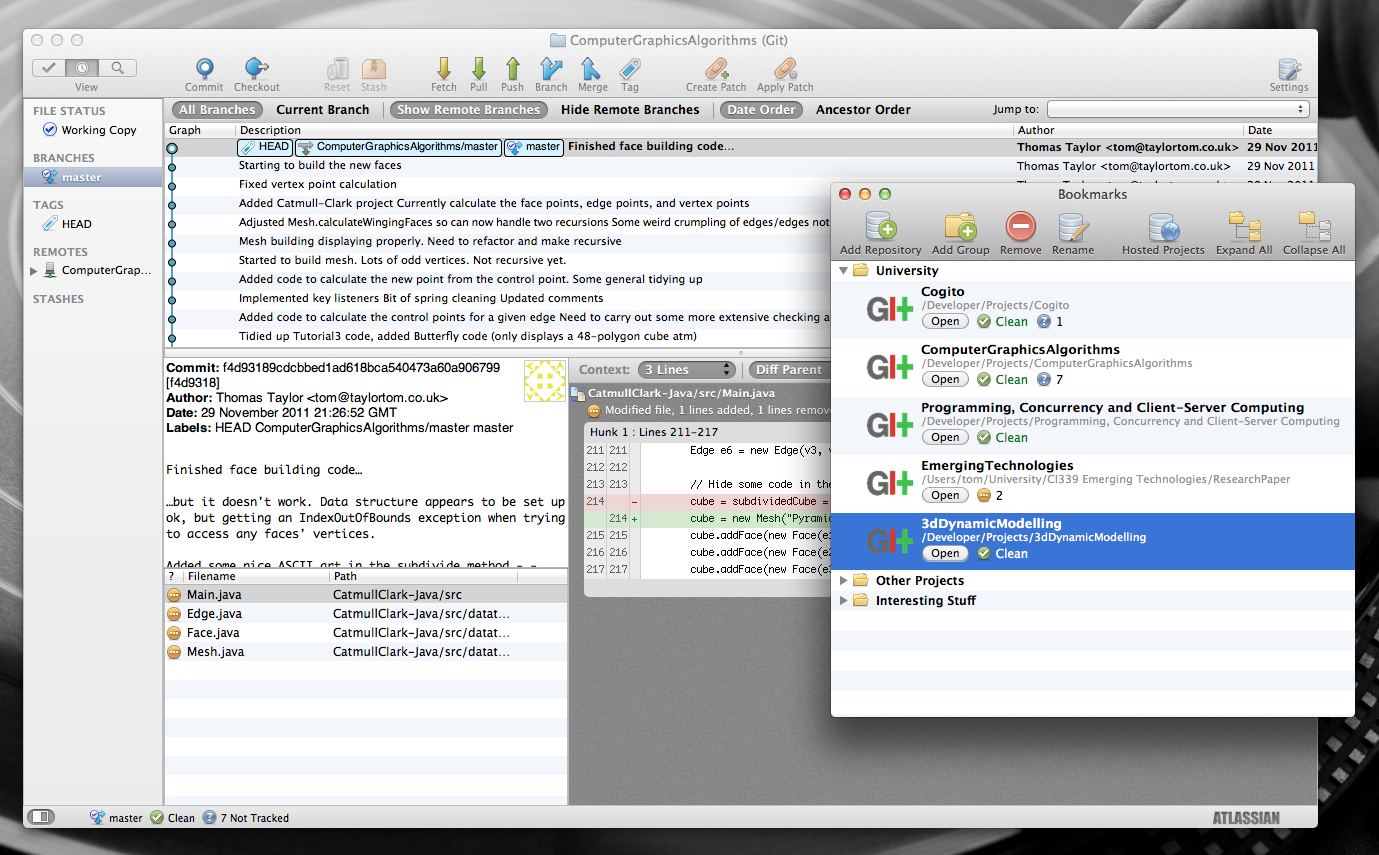 ComputerGraphicsAlgorithms (Git)
View
Commit Checkout Reset Stash Fetch Pull Push Branch Merge Tag Create Patch Apply Patch Settings
FILE STATUS
Working Copy
BRANCHES
master
TAGS
HEAD
REMOTES
ComputerGrap...
STASHES
All Branches Current Branch Show Remote Branches Hide Remote Branches Date Order Ancestor Order Jump to:
Graph Description Author Date
HEAD ComputerGraphicsAlgorithms/master master Finished face building code... Thomas Taylor <tom@taylortom.co.uk> 29 Nov 2011
Starting to build the new faces Thomas Taylor <tom@taylortom.co.uk> 29 Nov 2011
Fixed vertex point calculation
Added Catmull-Clark project Currently calculate the face points, edge points, and vertex points
Adjusted Mesh.calculateWingingFaces so can now handle two recursions Some weird crumpling of edges/edges not
Mesh building displaying properly. Need to refactor and make recursive
Started to build mesh. Lots of odd vertices. Not recursive yet.
Added code to calculate the new point from the control point. Some general tidying up
Implemented key listeners Bit of spring cleaning Updated comments
Added code to calculate the control points for a given edge Need to carry out some more extensive checking a
Tidied up Tutorial3 code, added Butterfly code (only displays a 48-polygon cube atm)
Commit: f4d93189cdcbbed1ad618bca540473a60a906799
[f4d9318]
Author: Thomas Taylor <tom@taylortom.co.uk>
Date: 29 November 2011 21:26:52 GMT
Labels: HEAD ComputerGraphicsAlgorithms/master master
Finished face building code…
…but it doesn't work. Data structure appears to be set up
ok, but getting an IndexOutOfBounds exception when trying
to access any faces' vertices.
Added some nice ASCII art in the subdivide method - -
? Filename Path
Main.java CatmullClark-Java/src
Edge.java CatmullClark-Java/src/datat...
Face.java CatmullClark-Java/src/datat...
Mesh.java CatmullClark-Java/src/datat...
Context: 3 Lines Diff Parent
CatmullClark-Java/src/Main.java
Modified file, 1 lines added, 1 lines remove
Hunk 1 : Lines 211-217
211 211 Edge e6 = new Edge(v3, v
212 212
213 213 // Hide some code in the
214 - cube = subdividedCube =
214 + cube = new Mesh("Pyramid
215 215 cube.addFace(new Face(e1
216 216 cube.addFace(new Face(e2
217 217 cube.addFace(new Face(e3
Bookmarks
Add Repository Add Group Remove Rename Hosted Projects Expand All Collapse All
University
Cogito
/Developer/Projects/Cogito
Open Clean ? 1
ComputerGraphicsAlgorithms
/Developer/Projects/ComputerGraphicsAlgorithms
Open Clean ? 7
Programming, Concurrency and Client-Server Computing
/Developer/Projects/Programming, Concurrency and Client-Server Computing
Open Clean
EmergingTechnologies
/Users/tom/University/CI339 Emerging Technologies/ResearchPaper
Open 2
3dDynamicModelling
/Developer/Projects/3dDynamicModelling
Open Clean
Other Projects
Interesting Stuff
master Clean ? 7 Not Tracked
ATLASSIAN